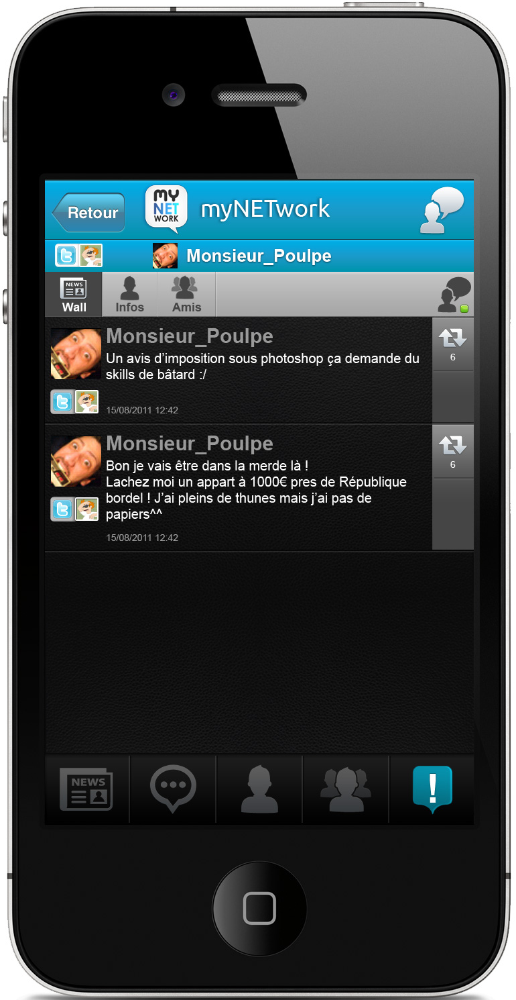 Retour
MY
NET
WORK
myNETwork
Monsieur_Poulpe
NEWS
Wall
Infos
Amis
Monsieur_Poulpe
Un avis d’imposition sous photoshop ça demande du
skills de bâtard :/
15/08/2011 12:42
6
Monsieur_Poulpe
Bon je vais être dans la merde là !
Lachez moi un appart à 1000€ pres de République
bordel ! J’ai pleins de thunes mais j’ai pas de
papiers^^
15/08/2011 12:42
6
NEWS